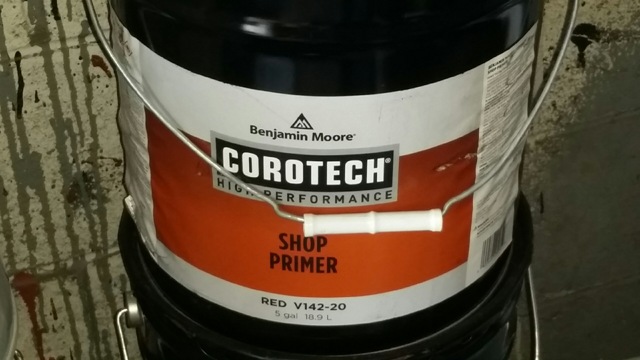 Benjamin Moore®
COROTECH®
HIGH PERFORMANCE
SHOP
PRIMER
RED V142-20
5 gal 18.9 L